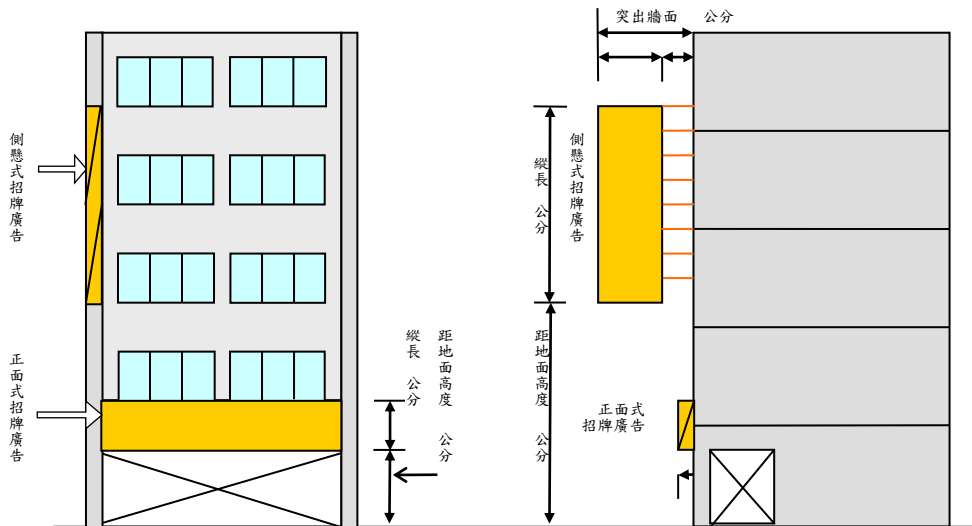 突出牆面 公分
側懸式招牌廣告
正面式招牌廣告
縱長 公分
距地面高度 公分
縱長 公分
側懸式招牌廣告
距地面高度 公分
正面式
招牌廣告